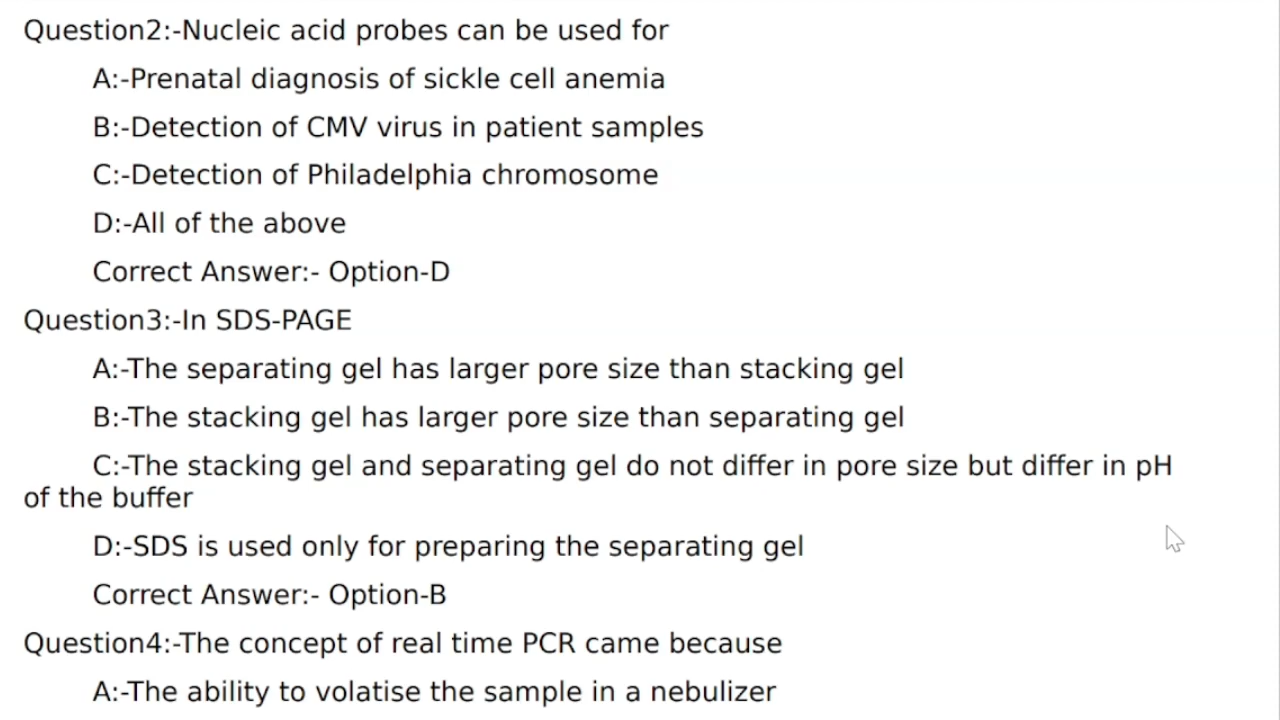 Question2:-Nucleic acid probes can be used for
A:-Prenatal diagnosis of sickle cell anemia
B:-Detection of CMV virus in patient samples
C:-Detection of Philadelphia chromosome
D:-All of the above
Correct Answer:- Option-D
Question3:-In SDS-PAGE
A:-The separating gel has larger pore size than stacking gel
B:-The stacking gel has larger pore size than separating gel
C:-The stacking gel and separating gel do not differ in pore size but differ in pH
of the buffer
D:-SDS is used only for preparing the separating gel
Correct Answer:- Option-B
Question4:-The concept of real time PCR came because
A:-The ability to volatise the sample in a nebulizer